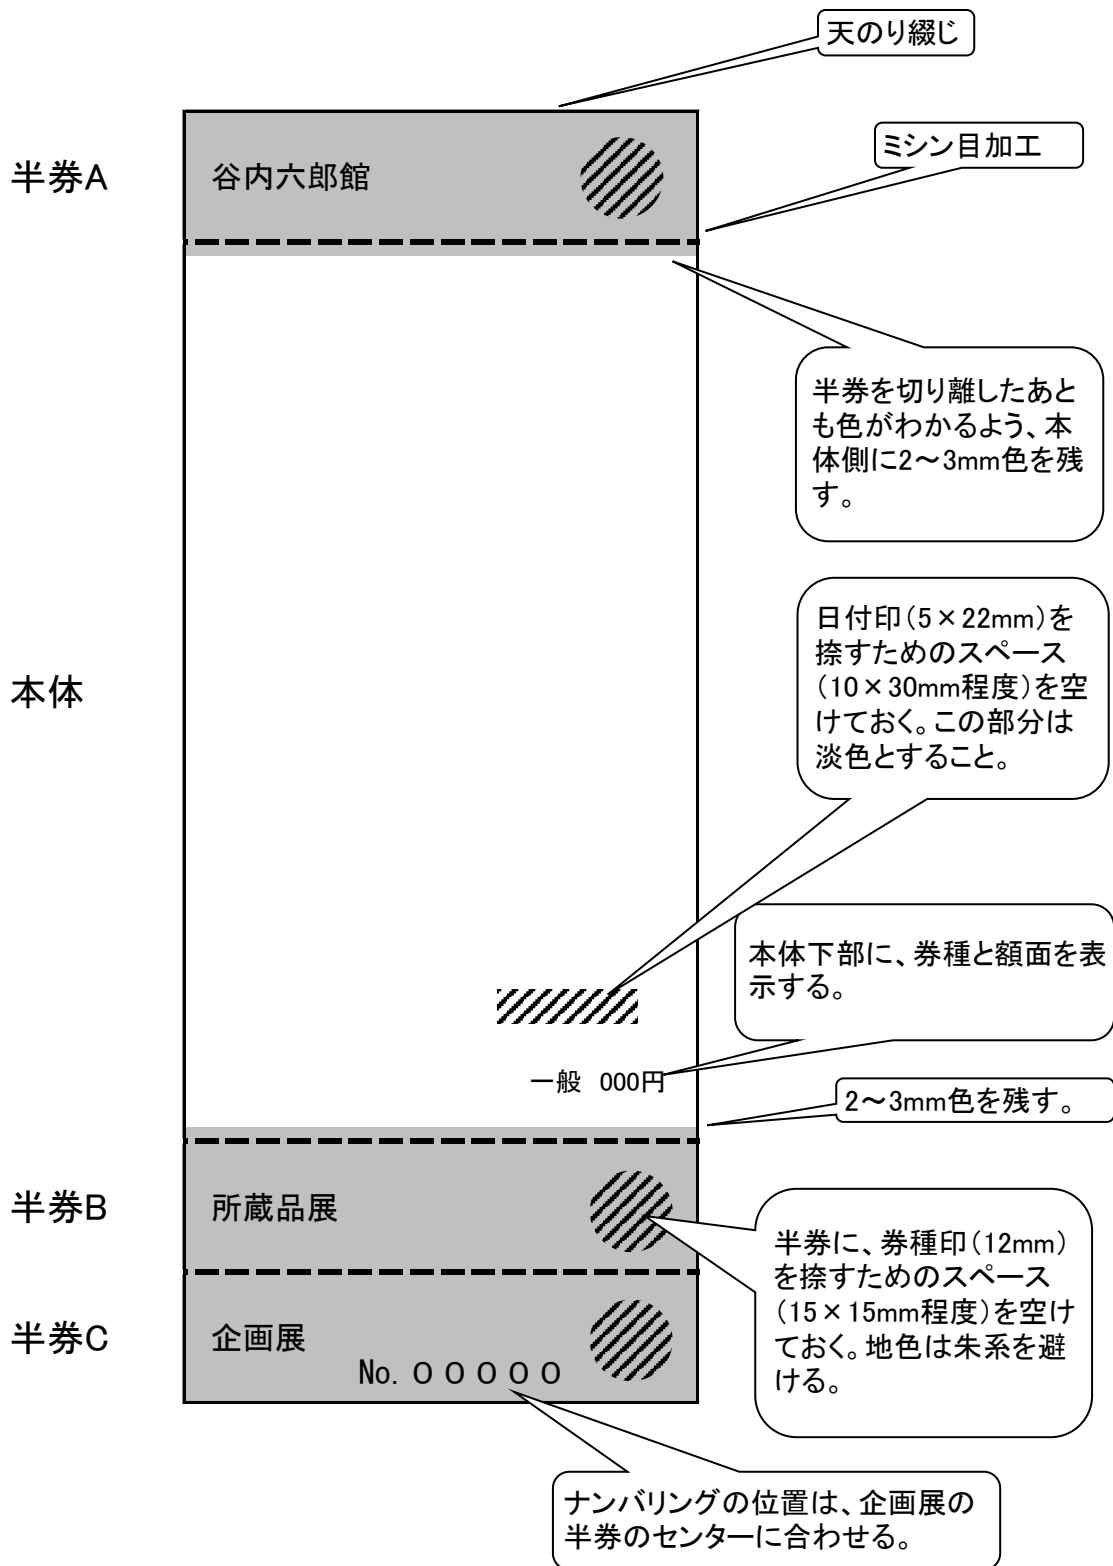 天のり綴じ
ミシン目加工
半券A
谷内六郎館
半券を切り離したあと
も色がわかるよう、本
体側に2～3mm色を残
す。
日付印（5×22mm）を
捺すためのスペース
（10×30mm程度）を空
けておく。この部分は
淡色とすること。
本体
本体下部に、券種と額面を表
示する。
一般 000円
2～3mm色を残す。
半券B
所蔵品展
半券に、券種印（12mm）
を捺すためのスペース
（15×15mm程度）を空け
ておく。地色は朱系を避
ける。
半券C
企画展
No. ０００００
ナンバリングの位置は、企画展の
半券のセンターに合わせる。